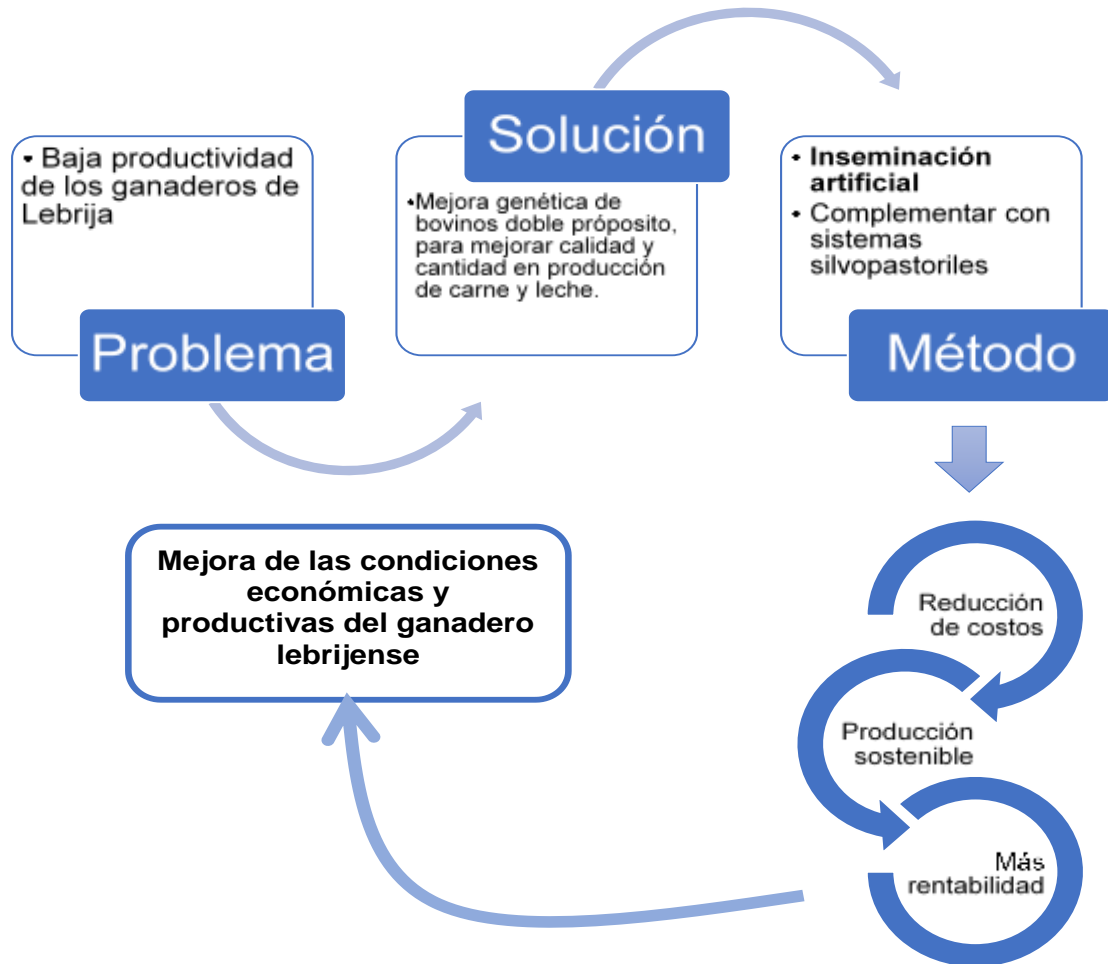 • Baja productividad
de los ganaderos de
Lebrija
Problema
Solución
•Mejora genética de
bovinos doble próposito,
para mejorar calidad y
cantidad en producción
de carne y leche.
• Inseminación
artificial
• Complementar con
sistemas
silvopastoriles
Método
Reducción
de costos
Producción
sostenible
Más
rentabilidad
Mejora de las condiciones
económicas y
productivas del ganadero
lebrijense